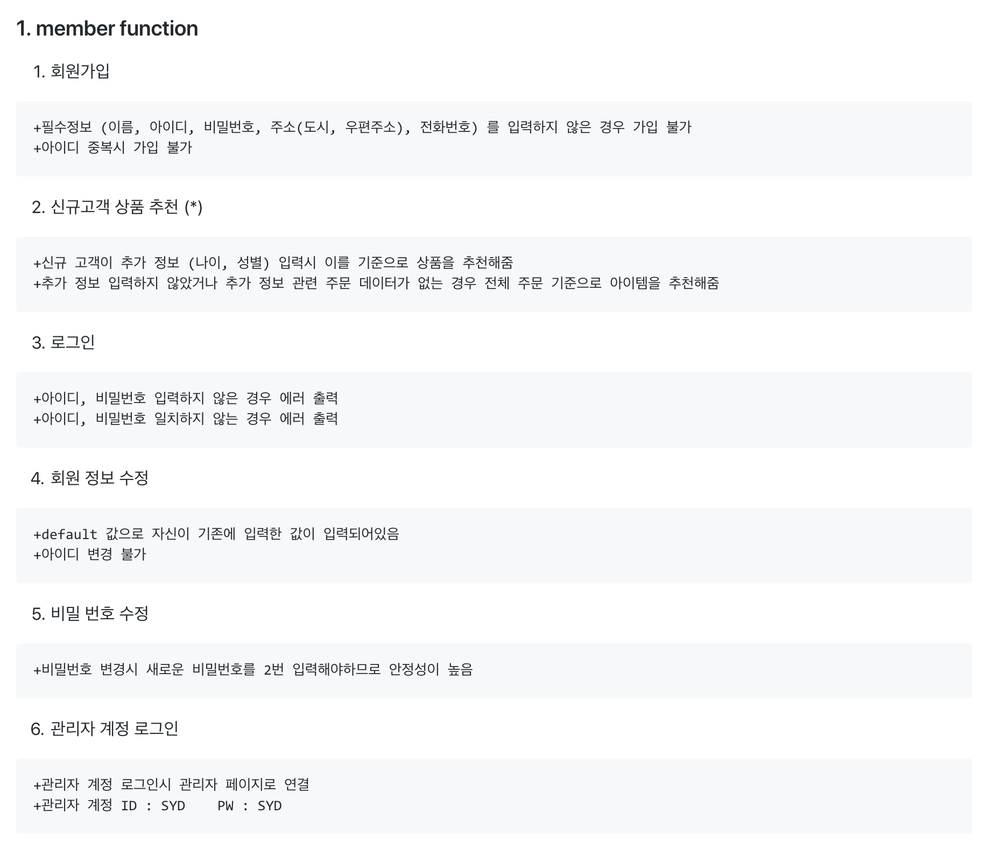 1. member function
1. 회원가입
+필수정보 (이름, 아이디, 비밀번호, 주소(도시, 우편주소), 전화번호) 를 입력하지 않은 경우 가입 불가
+아이디 중복시 가입 불가
2. 신규고객 상품 추천 (*)
+신규 고객이 추가 정보 (나이, 성별) 입력시 이를 기준으로 상품을 추천해줌
+추가 정보 입력하지 않았거나 추가 정보 관련 주문 데이터가 없는 경우 전체 주문 기준으로 아이템을 추천해줌
3. 로그인
+아이디, 비밀번호 입력하지 않은 경우 에러 출력
+아이디, 비밀번호 일치하지 않는 경우 에러 출력
4. 회원 정보 수정
+default 값으로 자신이 기존에 입력한 값이 입력되어있음
+아이디 변경 불가
5. 비밀 번호 수정
+비밀번호 변경시 새로운 비밀번호를 2번 입력해야하므로 안정성이 높음
6. 관리자 계정 로그인
+관리자 계정 로그인시 관리자 페이지로 연결
+관리자 계정 ID : SYD    PW : SYD